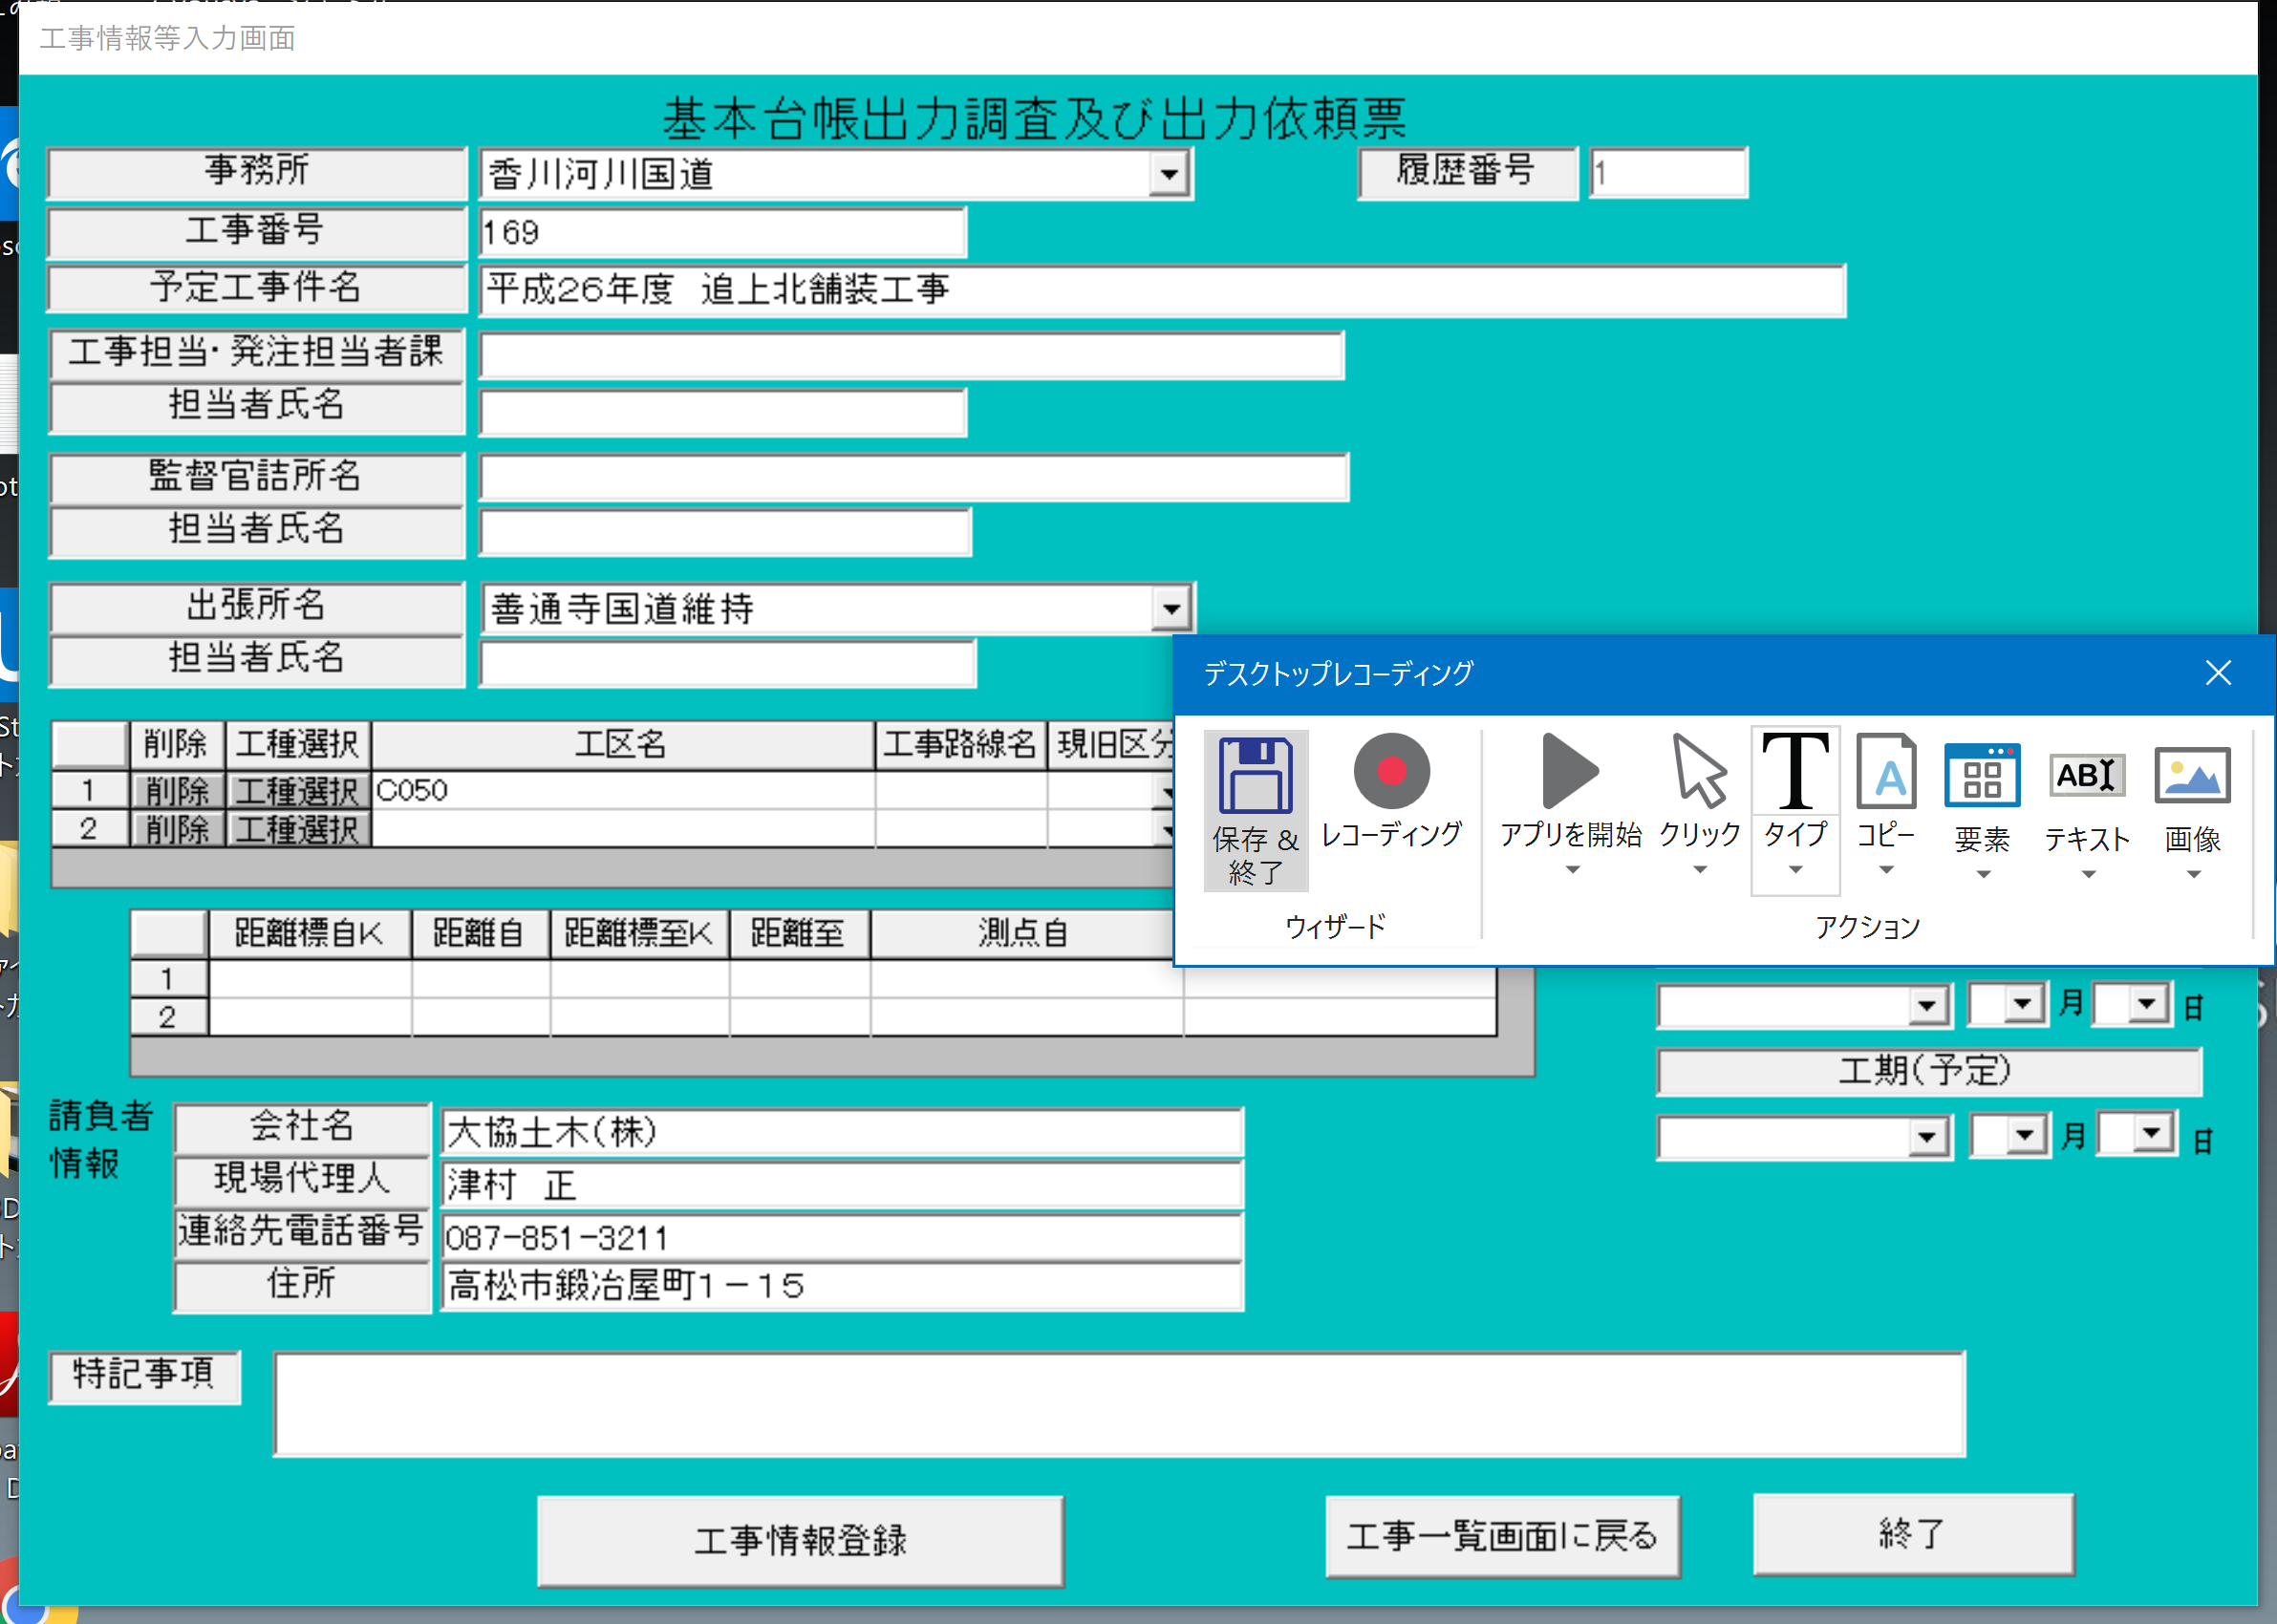 工事情報等入力画面
基本台帳出力調査及び出力依頼票
事務所 香川河川国道 履歴番号 1
工事番号 169
予定工事件名 平成26年度 追上北舗装工事
工事担当・発注担当者課
担当者氏名
監督官詰所名
担当者氏名
出張所名 善通寺国道維持
担当者氏名
デスクトップレコーディング
保存 &
終了
レコーディング
アプリを開始 クリック タイプ コピー 要素 テキスト 画像
ABI
ウィザード アクション
削除 工種選択 工区名 工事路線名 現旧区分
1 削除 工種選択 C050
2 削除 工種選択
距離標自K 距離自 距離標至K 距離至 測点自
1
2
月 日
工期(予定)
月 日
請負者
情報
会社名 大協土木(株)
現場代理人 津村 正
連絡先電話番号 087-851-3211
住所 高松市鍛冶屋町1-15
特記事項
工事情報登録 工事一覧画面に戻る 終了